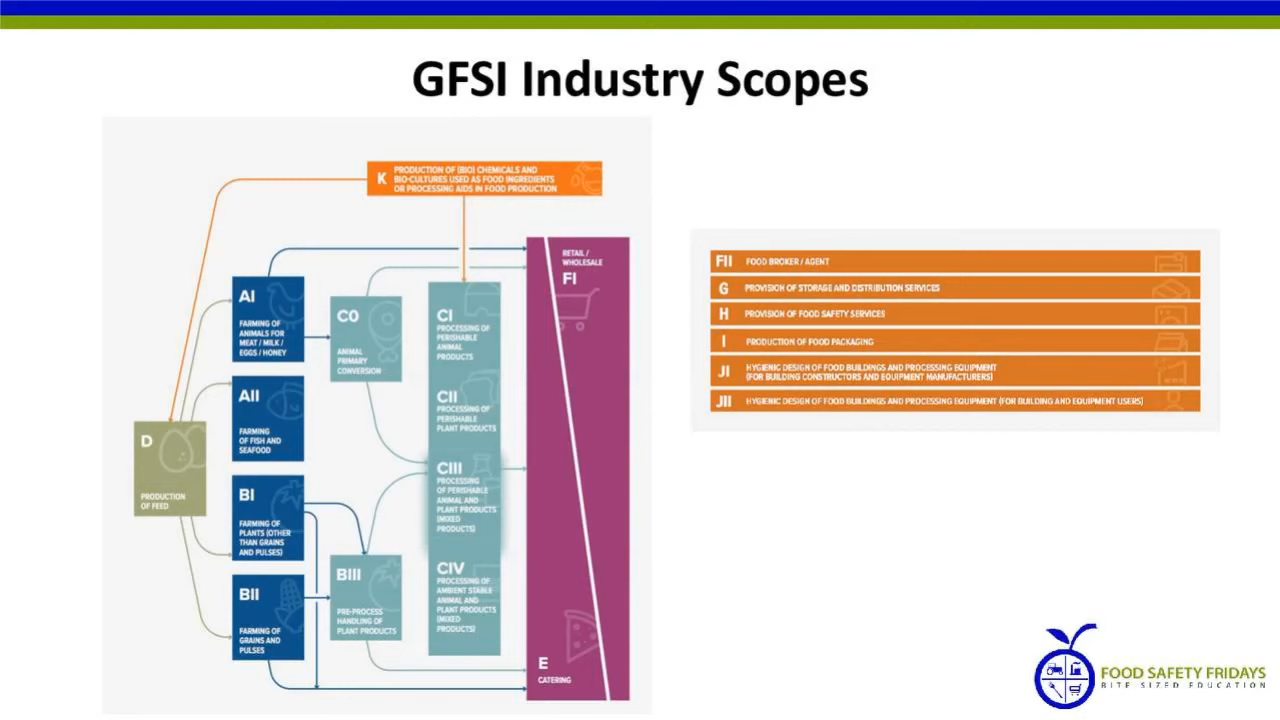 GFSI Industry Scopes
K
PRODUCTION OF (BIO) CHEMICALS AND
BIO-CULTURES USED AS FOOD INGREDIENTS
OR PROCESSING AIDS IN FOOD PRODUCTION
D
PRODUCTION
OF FEED
AI
FARMING OF
ANIMALS FOR
MEAT / MILK /
EGGS / HONEY
AII
FARMING
OF FISH AND
SEAFOOD
BI
FARMING OF
PLANTS (OTHER
THAN GRAINS
AND PULSES)
BII
FARMING OF
GRAINS AND
PULSES
C0
ANIMAL
PRIMARY
CONVERSION
BIII
PRE-PROCESS
HANDLING OF
PLANT PRODUCTS
CI
PROCESSING OF
PERISHABLE
ANIMAL
PRODUCTS
CII
PROCESSING OF
PERISHABLE
PLANT PRODUCTS
CIII
PROCESSING
OF PERISHABLE
ANIMAL AND
PLANT PRODUCTS
(MIXED
PRODUCTS)
CIV
PROCESSING OF
AMBIENT STABLE
ANIMAL AND
PLANT PRODUCTS
(MIXED
PRODUCTS)
RETAIL /
WHOLESALE
FI
E
CATERING
FII FOOD BROKER / AGENT
G PROVISION OF STORAGE AND DISTRIBUTION SERVICES
H PROVISION OF FOOD SAFETY SERVICES
I PRODUCTION OF FOOD PACKAGING
JI HYGIENIC DESIGN OF FOOD BUILDINGS AND PROCESSING EQUIPMENT
(FOR BUILDING CONSTRUCTORS AND EQUIPMENT MANUFACTURERS)
JII HYGIENIC DESIGN OF FOOD BUILDINGS AND PROCESSING EQUIPMENT (FOR BUILDING AND EQUIPMENT USERS)
FOOD SAFETY FRIDAYS
BITE SIZED EDUCATION